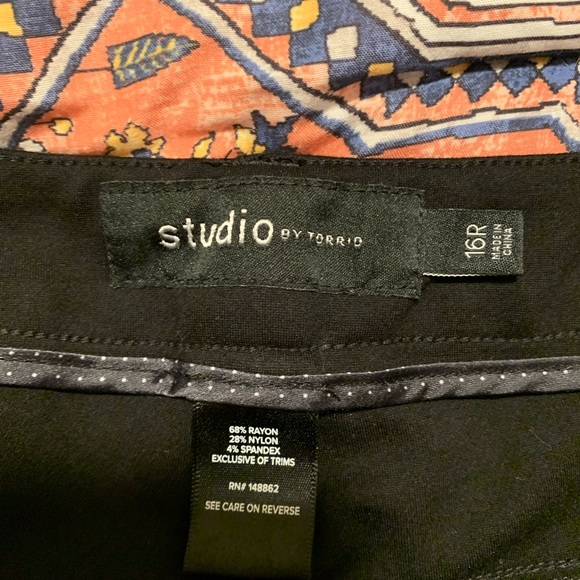 studio BY TORRID
16R
MADE IN
CHINA
68% RAYON
28% NYLON
4% SPANDEX
EXCLUSIVE OF TRIMS
RN# 148862
SEE CARE ON REVERSE